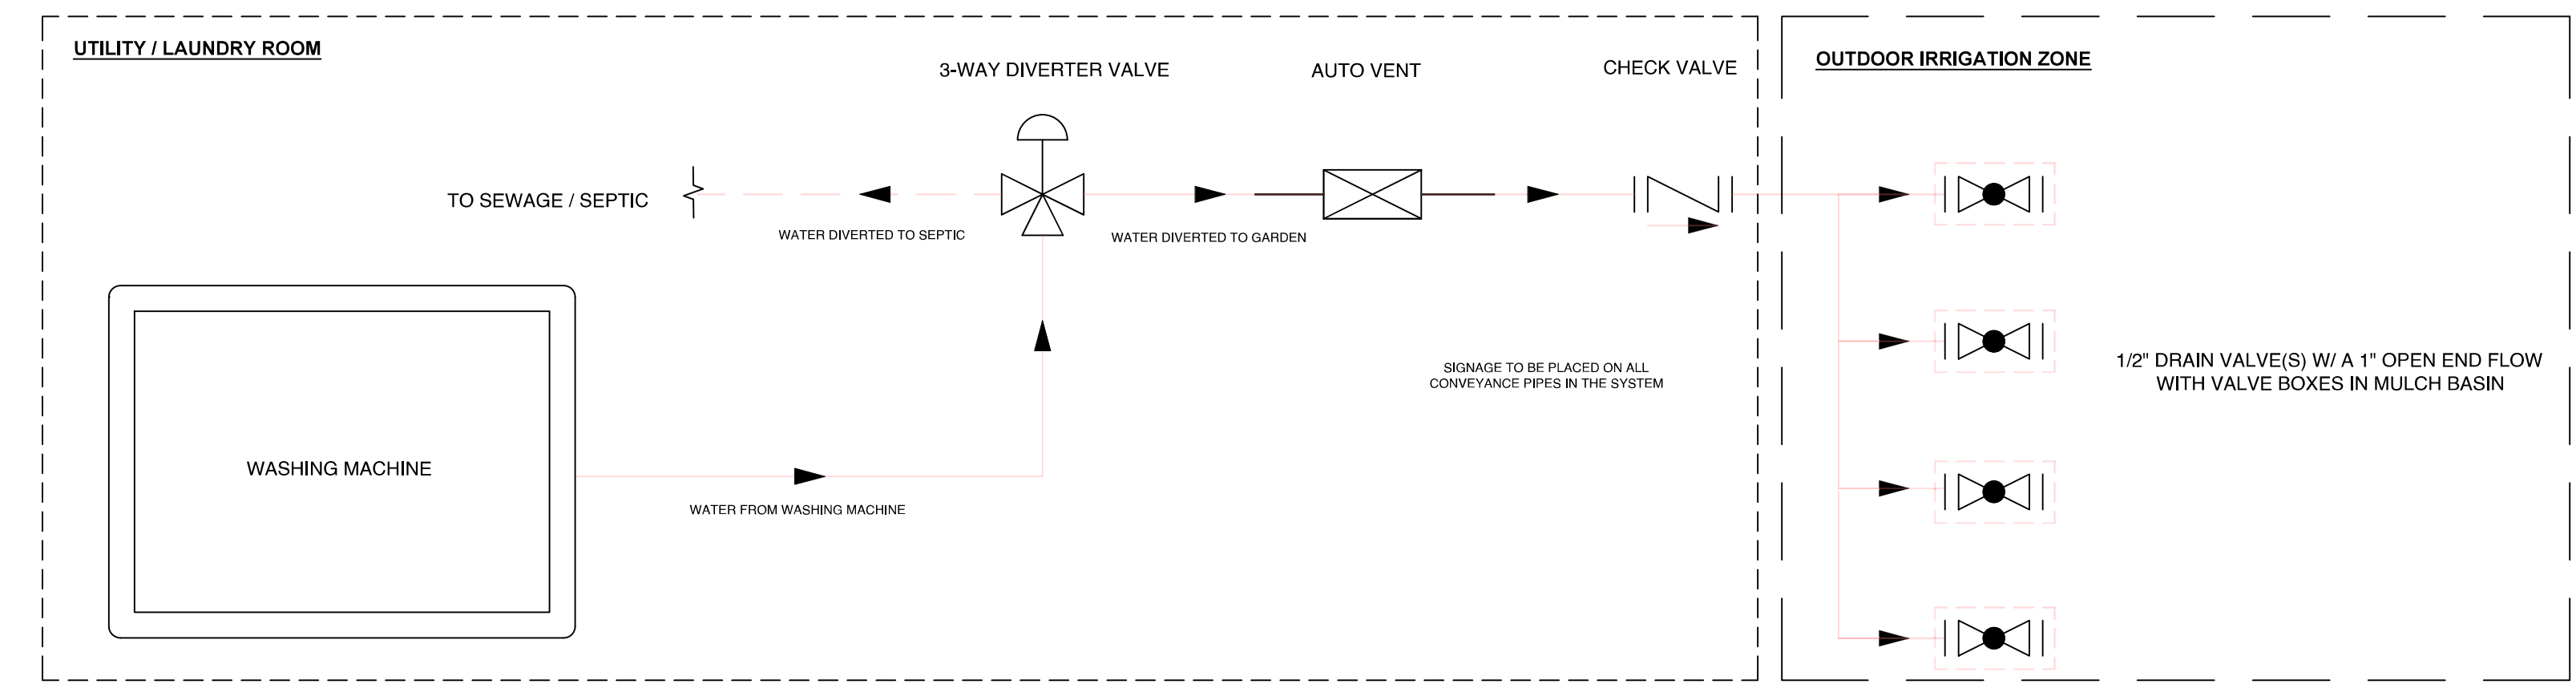 UTILITY / LAUNDRY ROOM
3-WAY DIVERTER VALVE
AUTO VENT
CHECK VALVE
OUTDOOR IRRIGATION ZONE
TO SEWAGE / SEPTIC
WATER DIVERTED TO SEPTIC
WATER DIVERTED TO GARDEN
SIGNAGE TO BE PLACED ON ALL
CONVEYANCE PIPES IN THE SYSTEM
1/2" DRAIN VALVE(S) W/ A 1" OPEN END FLOW
WITH VALVE BOXES IN MULCH BASIN
WASHING MACHINE
WATER FROM WASHING MACHINE